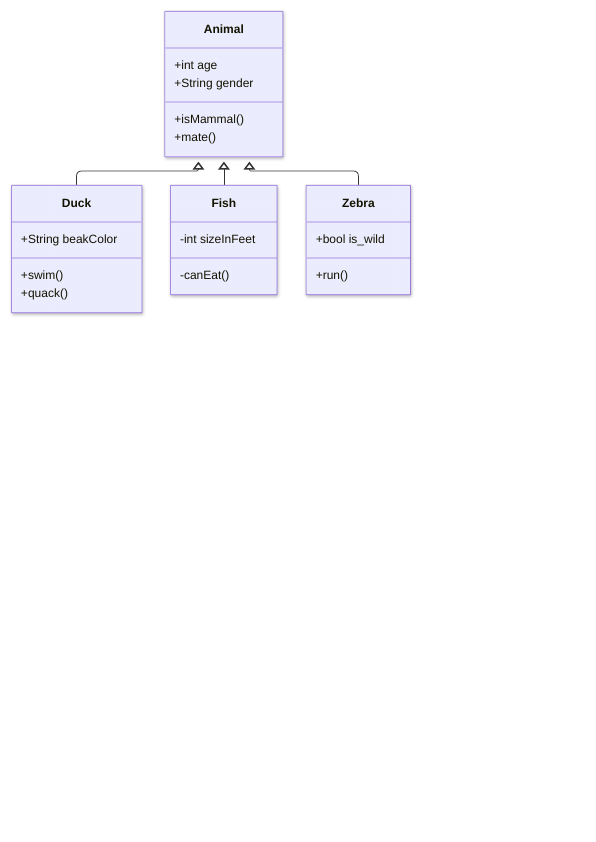 Animal
+int age
+String gender
+isMammal()
+mate()
Duck
+String beakColor
+swim()
+quack()
Fish
-int sizeInFeet
-canEat()
Zebra
+bool is_wild
+run()